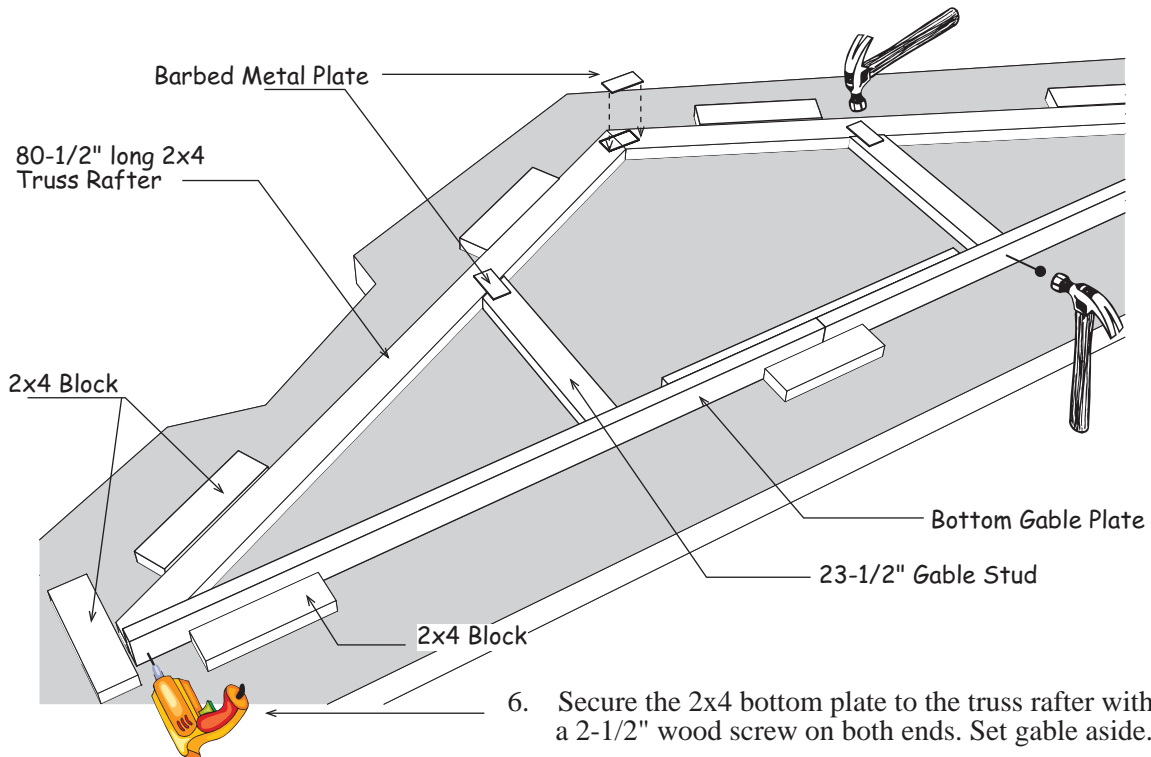 Barbed Metal Plate
80-1/2" long 2x4
Truss Rafter
2x4 Block
Bottom Gable Plate
23-1/2" Gable Stud
2x4 Block
6. Secure the 2x4 bottom plate to the truss rafter with
a 2-1/2" wood screw on both ends. Set gable aside.